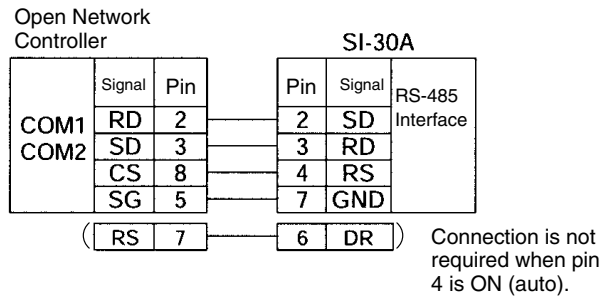 Open Network
Controller
SI-30A
Signal Pin Pin Signal
RS-485
Interface
COM1
COM2
RD 2 2 SD
SD 3 3 RD
CS 8 4 RS
SG 5 7 GND
( RS 7 6 DR )
Connection is not
required when pin
4 is ON (auto).